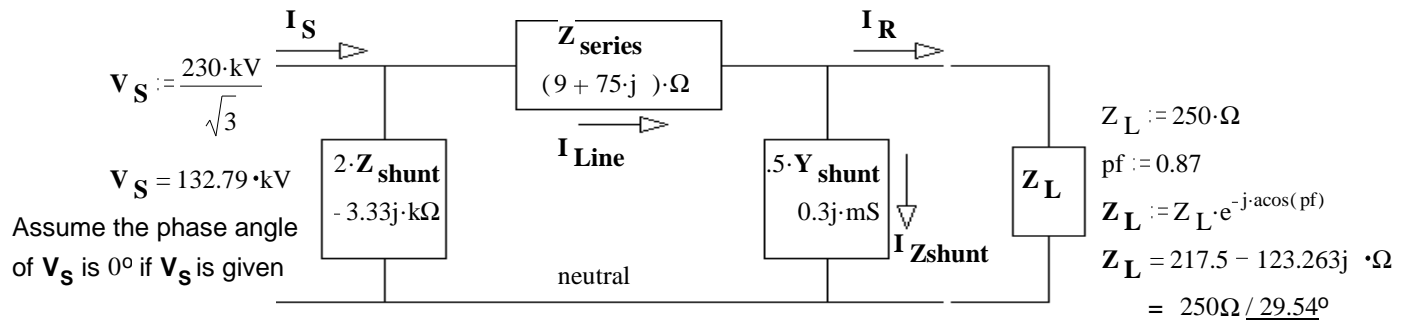 I S
I R
Z series
(9 + 75·j )·Ω
V S := 230·kV / √3
I Line
V S = 132.79 •kV
Assume the phase angle
of V S is 0º if V S is given
2·Z shunt
- 3.33j·kΩ
.5·Y shunt
0.3j·mS
I Zshunt
neutral
Z L
Z L := 250·Ω
pf := 0.87
Z L := Z L·e^-j·acos(pf)
Z L = 217.5 − 123.263j •Ω
= 250Ω / 29.54º